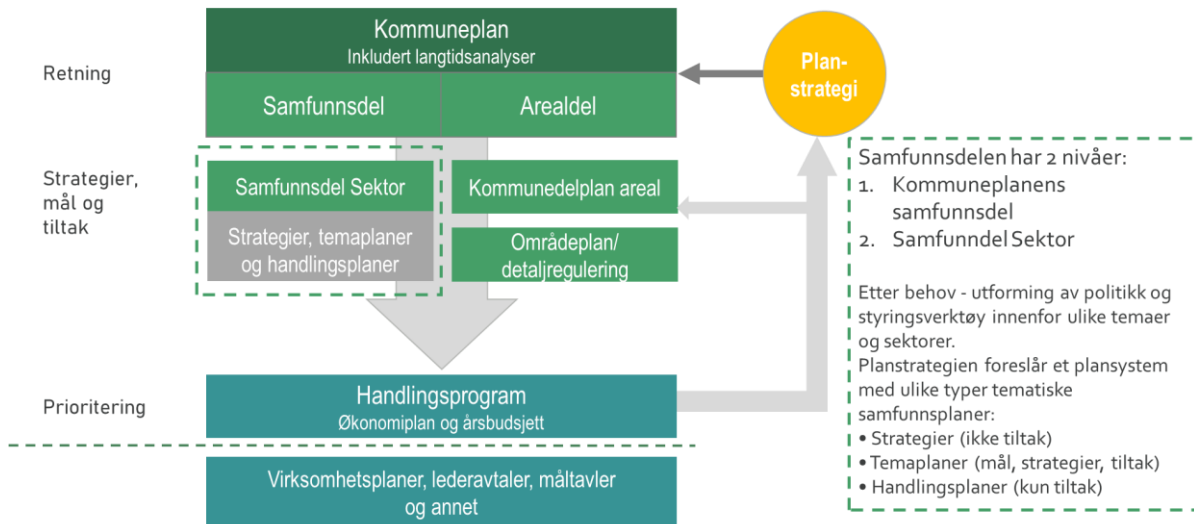 Kommuneplan
Inkludert langtidsanalyser
Retning
Samfunnsdel
Arealdel
Plan-
strategi
Strategier,
mål og
tiltak
Samfunnsdel Sektor
Strategier, temaplaner
og handlingsplaner
Kommunedelplan areal
Områdeplan/
detaljregulering
Prioritering
Handlingsprogram
Økonomiplan og årsbudsjett
Virksomhetsplaner, lederavtaler, måltavler
og annet
Samfunnsdelen har 2 nivåer:
1. Kommuneplanens
samfunnsdel
2. Samfunndel Sektor
Etter behov - utforming av politikk og
styringsverktøy innenfor ulike temaer
og sektorer.
Planstrategien foreslår et plansystem
med ulike typer tematiske
samfunnsplaner:
• Strategier (ikke tiltak)
• Temaplaner (mål, strategier, tiltak)
• Handlingsplaner (kun tiltak)